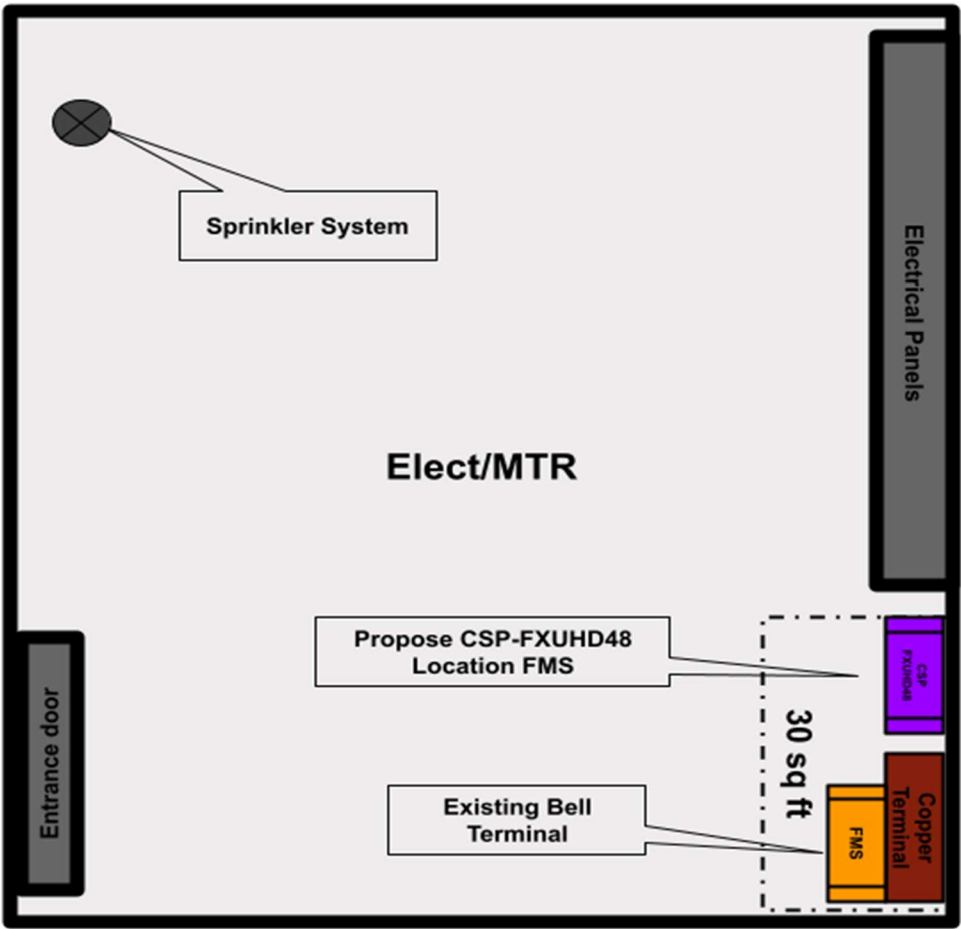 Sprinkler System
Electrical Panels
Elect/MTR
Propose CSP-FXUHD48
Location FMS
CSP
FXUHD48
30 sq ft
Entrance door
Existing Bell
Terminal
FMS
Copper
Terminal